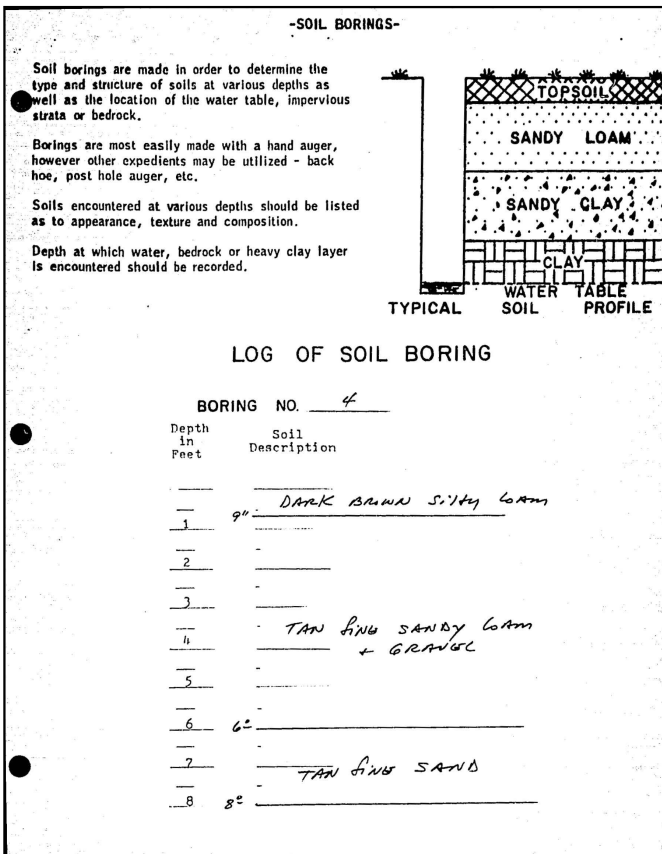 -SOIL BORINGS-
Soil borings are made in order to determine the
type and structure of soils at various depths as
well as the location of the water table, impervious
strata or bedrock.
Borings are most easily made with a hand auger,
however other expedients may be utilized - back
hoe, post hole auger, etc.
Soils encountered at various depths should be listed
as to appearance, texture and composition.
Depth at which water, bedrock or heavy clay layer
is encountered should be recorded.
TOPSOIL
SANDY LOAM
SANDY CLAY
CLAY
WATER TABLE
TYPICAL SOIL PROFILE
LOG OF SOIL BORING
BORING NO. 4
Depth
in
Feet
Soil
Description
DARK BROWN Silty LOAM
1 9"
2
3
4 TAN fine SANDY LOAM
+ GRAVEL
5
6 6°
7 TAN fine SAND
8 8°